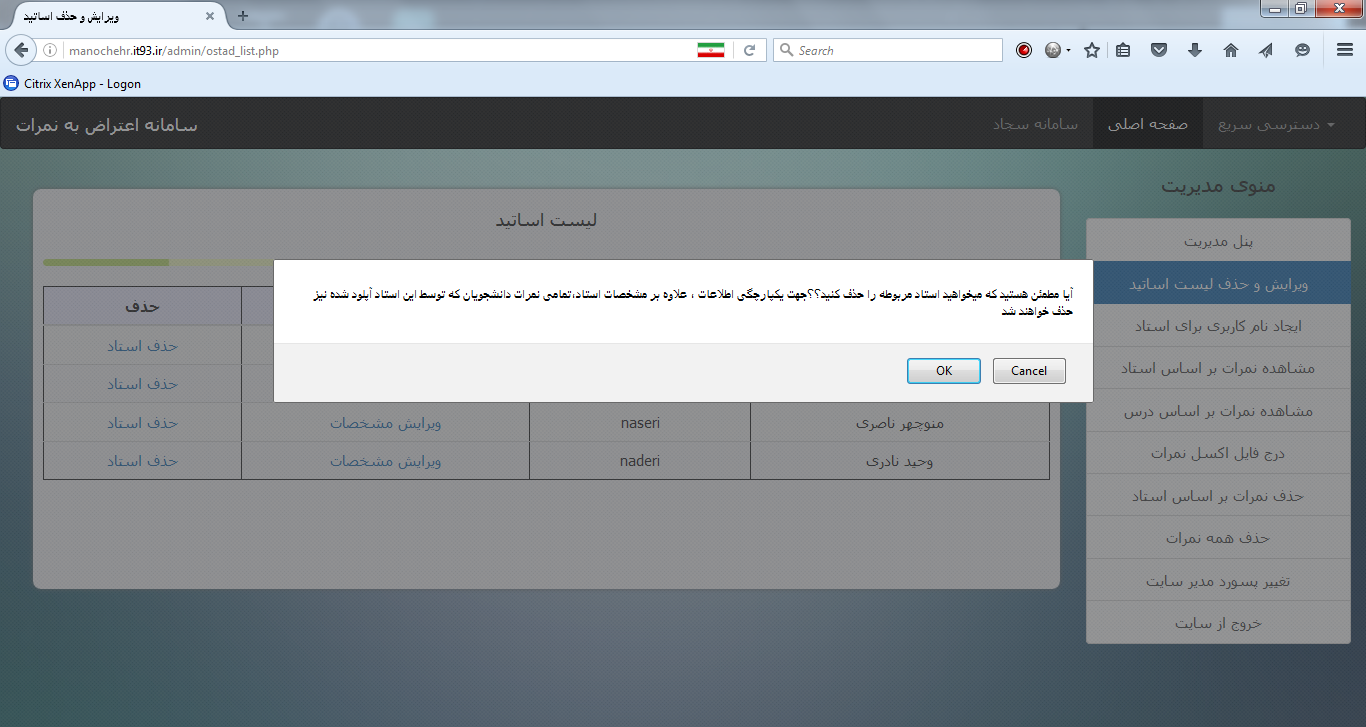 ویرایش و حذف اساتید
manochehr.it93.ir/admin/ostad_list.php
Search
Citrix XenApp - Logon
دسترسی سریع
صفحه اصلی
سامانه سجاد
سامانه اعتراض به نمرات
منوی مدیریت
پنل مدیریت
ویرایش و حذف لیست اساتید
ایجاد نام کاربری برای استاد
مشاهده نمرات بر اساس استاد
مشاهده نمرات بر اساس درس
درج فایل اکسل نمرات
حذف نمرات بر اساس استاد
حذف همه نمرات
تغییر پسورد مدیر سایت
خروج از سایت
لیست اساتید
آیا مطمئن هستید که میخواهید استاد مربوطه را حذف کنید؟؟جهت یکپارچگی اطلاعات ، علاوه بر مشخصات استاد،تمامی نمرات دانشجویان که توسط این استاد آپلود شده نیز
حذف خواهند شد
OK
Cancel
حذف
حذف استاد
حذف استاد
منوچهر ناصری naseri ویرایش مشخصات حذف استاد
وحید نادری naderi ویرایش مشخصات حذف استاد